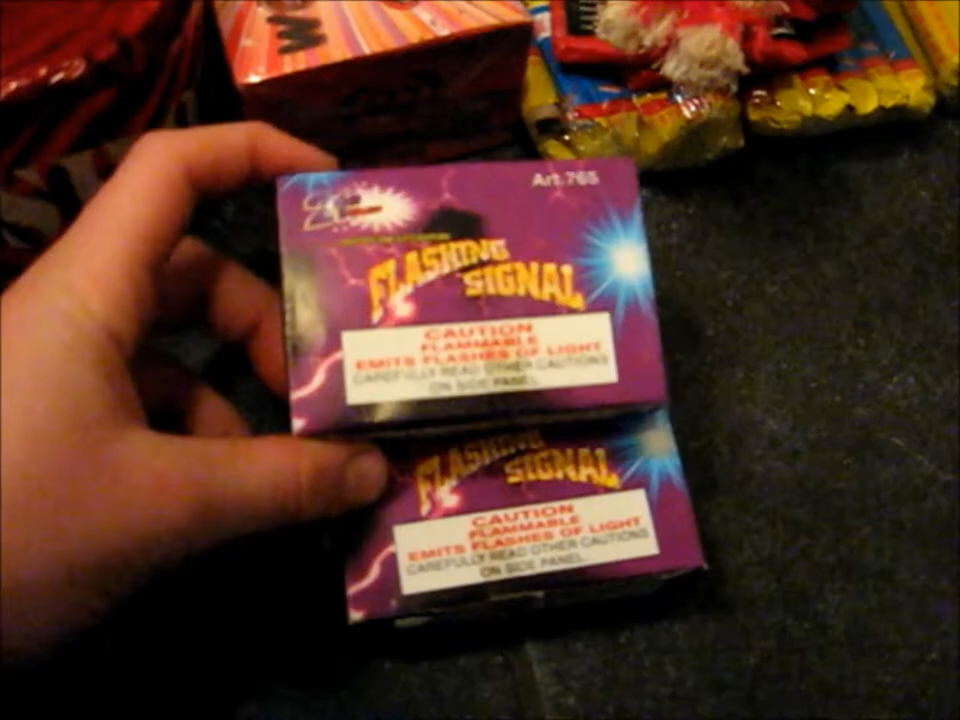 Art.765
FLASHING
SIGNAL
CAUTION
FLAMMABLE
EMITS FLASHES OF LIGHT
CAREFULLY READ OTHER CAUTIONS
ON SIDE PANEL
FLASHING
SIGNAL
CAUTION
FLAMMABLE
EMITS FLASHES OF LIGHT
CAREFULLY READ OTHER CAUTIONS
ON SIDE PANEL